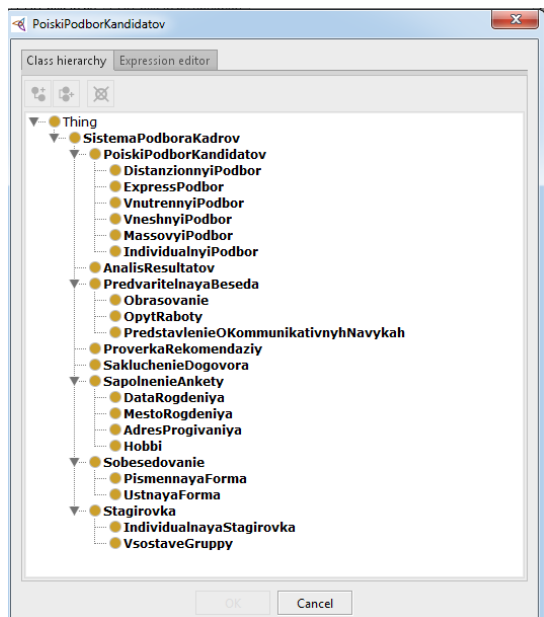 PoiskiPodborKandidatov
Class hierarchy Expression editor
Thing
SistemaPodboraKadrov
PoiskiPodborKandidatov
DistanzionnyiPodbor
ExpressPodbor
VnutrennyiPodbor
VneshnyiPodbor
MassovyiPodbor
IndividualnyiPodbor
AnalisResultatov
PredvaritelnayaBeseda
Obrasovanie
OpytRaboty
PredstavlenieOKommunikativnyhNavykah
ProverkaRekomendaziy
SakluchenieDogovora
SapolnenieAnkety
DataRogdeniya
MestoRogdeniya
AdresProgivaniya
Hobbi
Sobesedovanie
PismennayaForma
UstnayaForma
Stagirovka
IndividualnayaStagirovka
VsostaveGruppy
OK Cancel